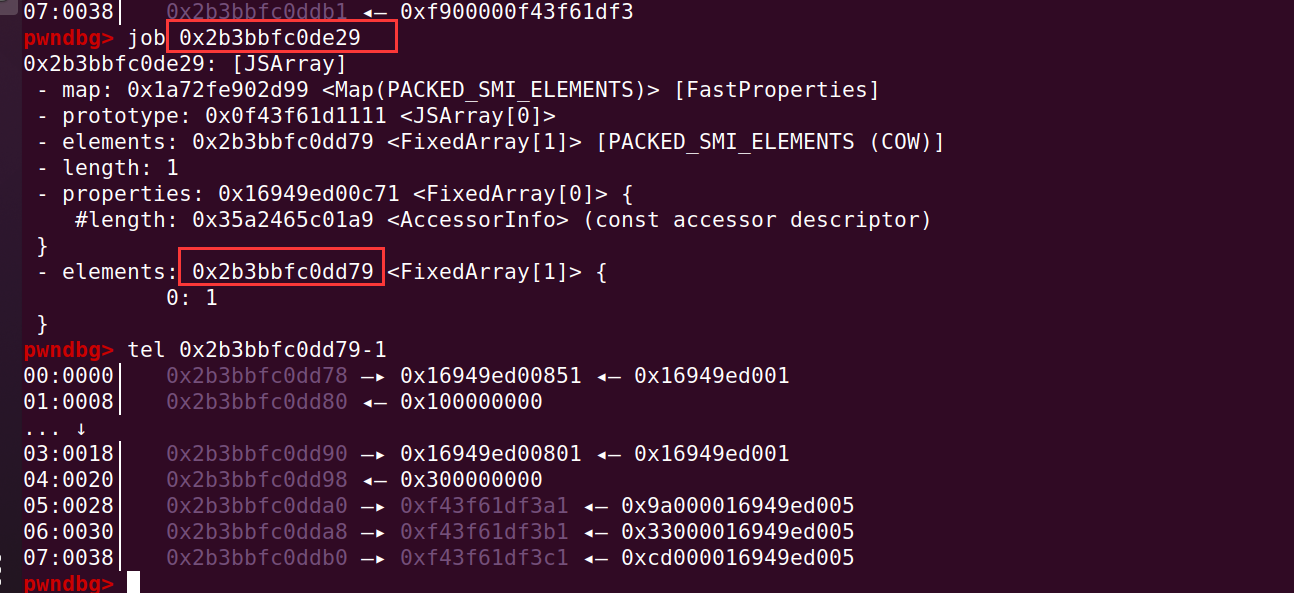 07:0038│ 0x2b3bbfc0ddb1 ◂— 0xf900000f43f61df3
pwndbg> job 0x2b3bbfc0de29
0x2b3bbfc0de29: [JSArray]
 - map: 0x1a72fe902d99 <Map(PACKED_SMI_ELEMENTS)> [FastProperties]
 - prototype: 0x0f43f61d1111 <JSArray[0]>
 - elements: 0x2b3bbfc0dd79 <FixedArray[1]> [PACKED_SMI_ELEMENTS (COW)]
 - length: 1
 - properties: 0x16949ed00c71 <FixedArray[0]> {
    #length: 0x35a2465c01a9 <AccessorInfo> (const accessor descriptor)
 }
 - elements: 0x2b3bbfc0dd79 <FixedArray[1]> {
           0: 1
 }
pwndbg> tel 0x2b3bbfc0dd79-1
00:0000│ 0x2b3bbfc0dd78 —▸ 0x16949ed00851 ◂— 0x16949ed001
01:0008│ 0x2b3bbfc0dd80 ◂— 0x100000000
... ↓
03:0018│ 0x2b3bbfc0dd90 —▸ 0x16949ed00801 ◂— 0x16949ed001
04:0020│ 0x2b3bbfc0dd98 ◂— 0x300000000
05:0028│ 0x2b3bbfc0dda0 —▸ 0xf43f61df3a1 ◂— 0x9a000016949ed005
06:0030│ 0x2b3bbfc0dda8 —▸ 0xf43f61df3b1 ◂— 0x33000016949ed005
07:0038│ 0x2b3bbfc0ddb0 —▸ 0xf43f61df3c1 ◂— 0xcd000016949ed005
pwndbg>